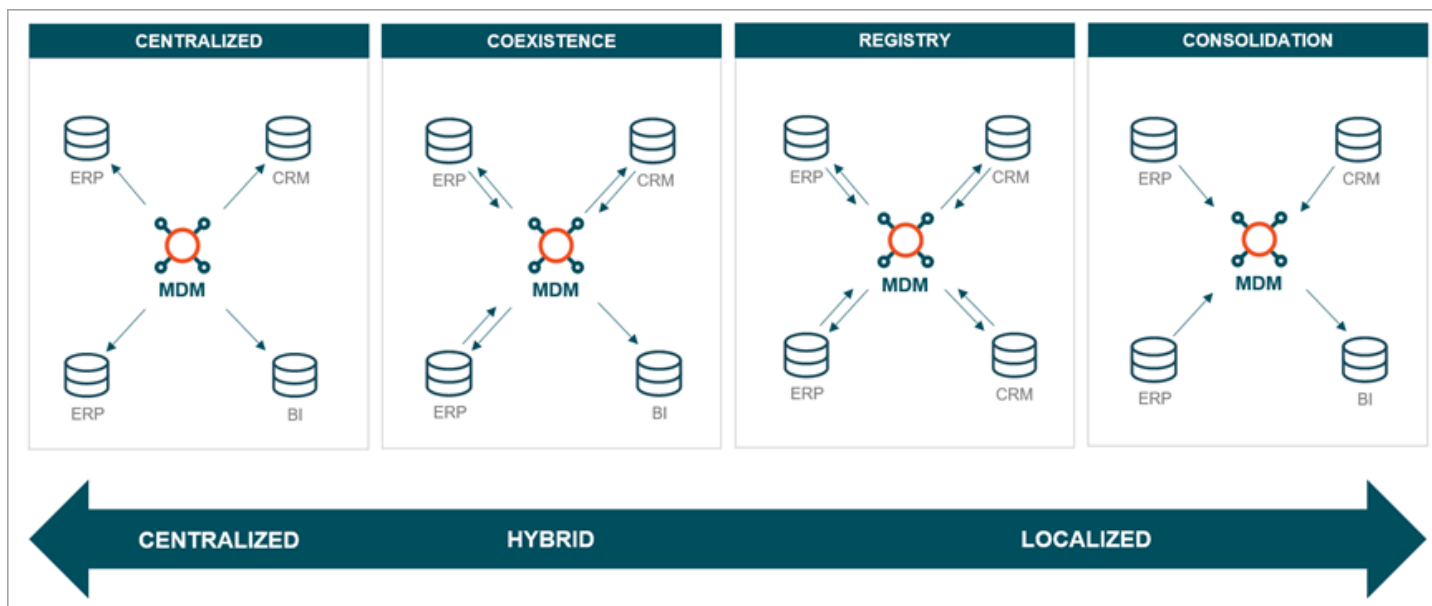 CENTRALIZED
ERP
CRM
MDM
ERP
BI
COEXISTENCE
ERP
CRM
MDM
ERP
BI
REGISTRY
ERP
CRM
MDM
ERP
CRM
CONSOLIDATION
ERP
CRM
MDM
ERP
BI
CENTRALIZED
HYBRID
LOCALIZED